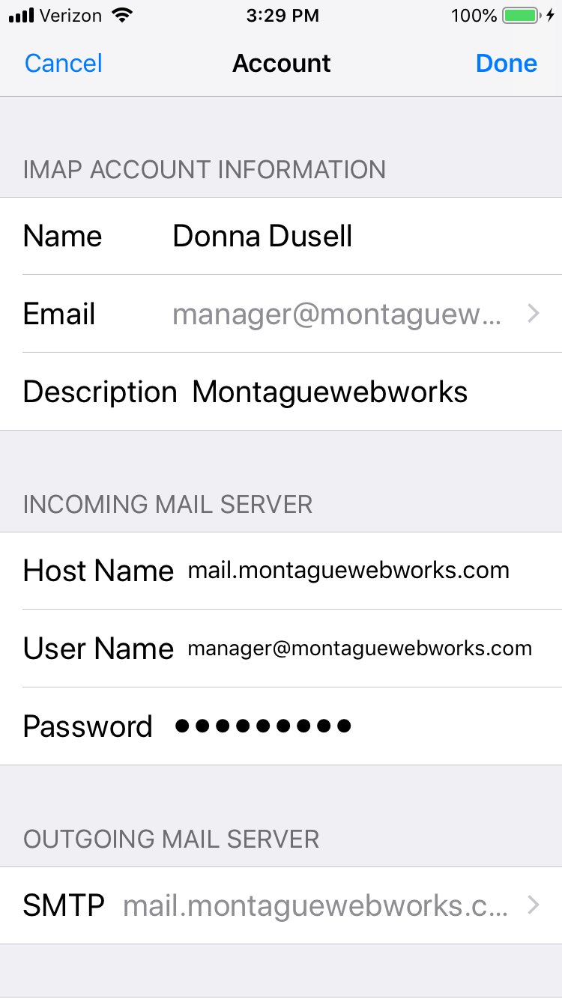 Verizon 3:29 PM 100%
Cancel Account Done
IMAP ACCOUNT INFORMATION
Name Donna Dusell
Email manager@montaguew...
Description Montaguewebworks
INCOMING MAIL SERVER
Host Name mail.montaguewebworks.com
User Name manager@montaguewebworks.com
Password ●●●●●●●●●
OUTGOING MAIL SERVER
SMTP mail.montaguewebworks.c...